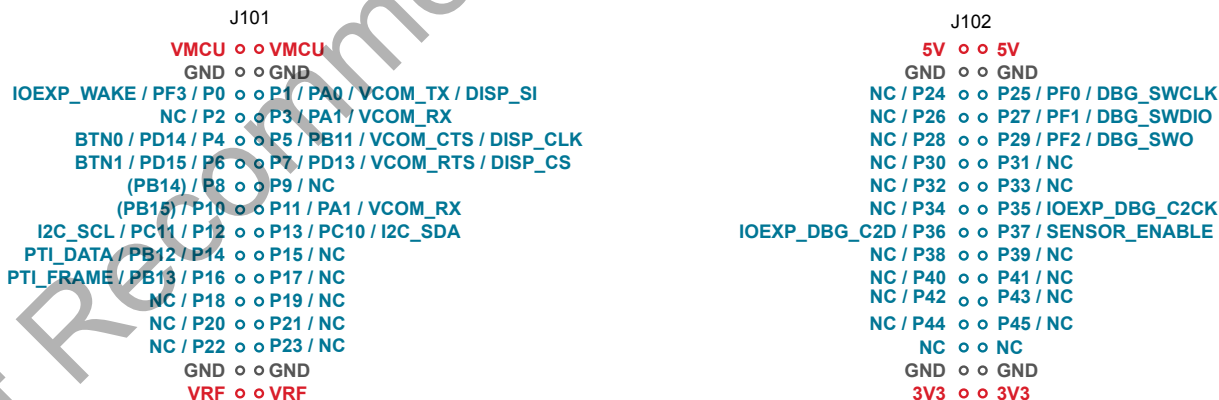 J101
VMCU VMCU
GND GND
IOEXP_WAKE / PF3 / P0 P1 / PA0 / VCOM_TX / DISP_SI
NC / P2 P3 / PA1 / VCOM_RX
BTN0 / PD14 / P4 P5 / PB11 / VCOM_CTS / DISP_CLK
BTN1 / PD15 / P6 P7 / PD13 / VCOM_RTS / DISP_CS
(PB14) / P8 P9 / NC
(PB15) / P10 P11 / PA1 / VCOM_RX
I2C_SCL / PC11 / P12 P13 / PC10 / I2C_SDA
PTI_DATA / PB12 / P14 P15 / NC
PTI_FRAME / PB13 / P16 P17 / NC
NC / P18 P19 / NC
NC / P20 P21 / NC
NC / P22 P23 / NC
GND GND
VRF VRF
J102
5V 5V
GND GND
NC / P24 P25 / PF0 / DBG_SWCLK
NC / P26 P27 / PF1 / DBG_SWDIO
NC / P28 P29 / PF2 / DBG_SWO
NC / P30 P31 / NC
NC / P32 P33 / NC
NC / P34 P35 / IOEXP_DBG_C2CK
IOEXP_DBG_C2D / P36 P37 / SENSOR_ENABLE
NC / P38 P39 / NC
NC / P40 P41 / NC
NC / P42 P43 / NC
NC / P44 P45 / NC
NC NC
GND GND
3V3 3V3